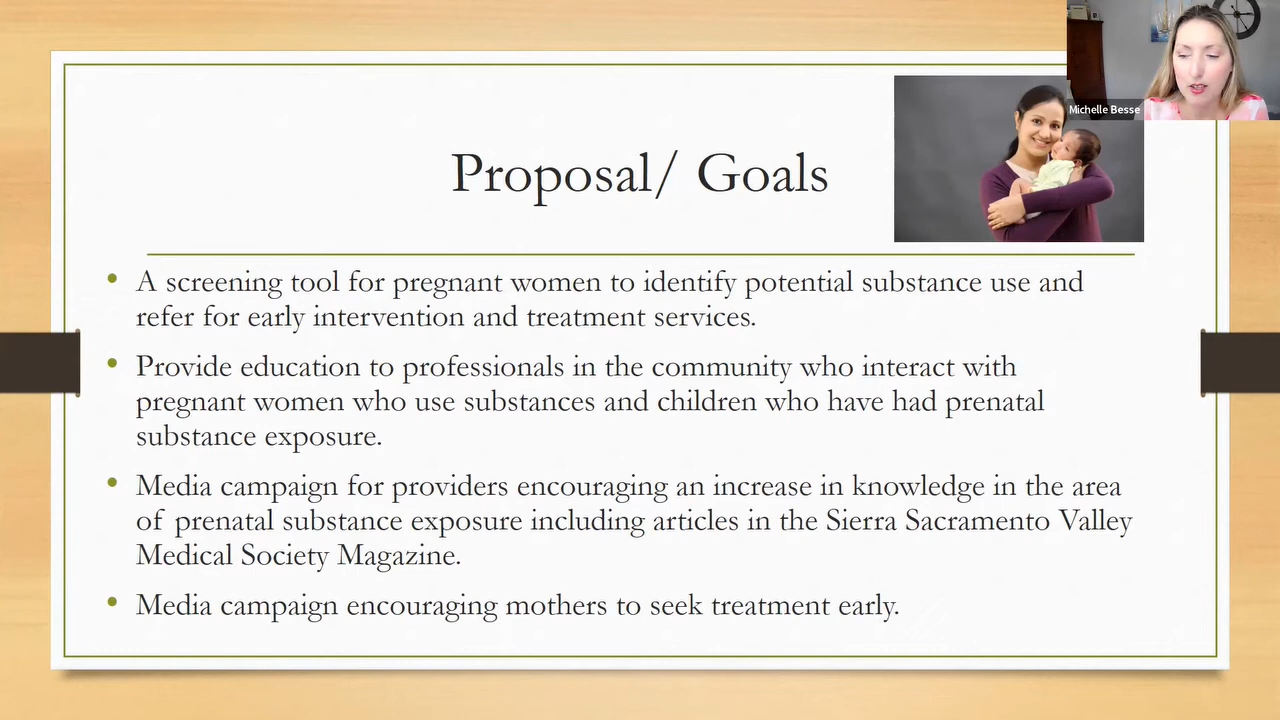 Michelle Besse
Proposal/ Goals
• A screening tool for pregnant women to identify potential substance use and
refer for early intervention and treatment services.
• Provide education to professionals in the community who interact with
pregnant women who use substances and children who have had prenatal
substance exposure.
• Media campaign for providers encouraging an increase in knowledge in the area
of prenatal substance exposure including articles in the Sierra Sacramento Valley
Medical Society Magazine.
• Media campaign encouraging mothers to seek treatment early.